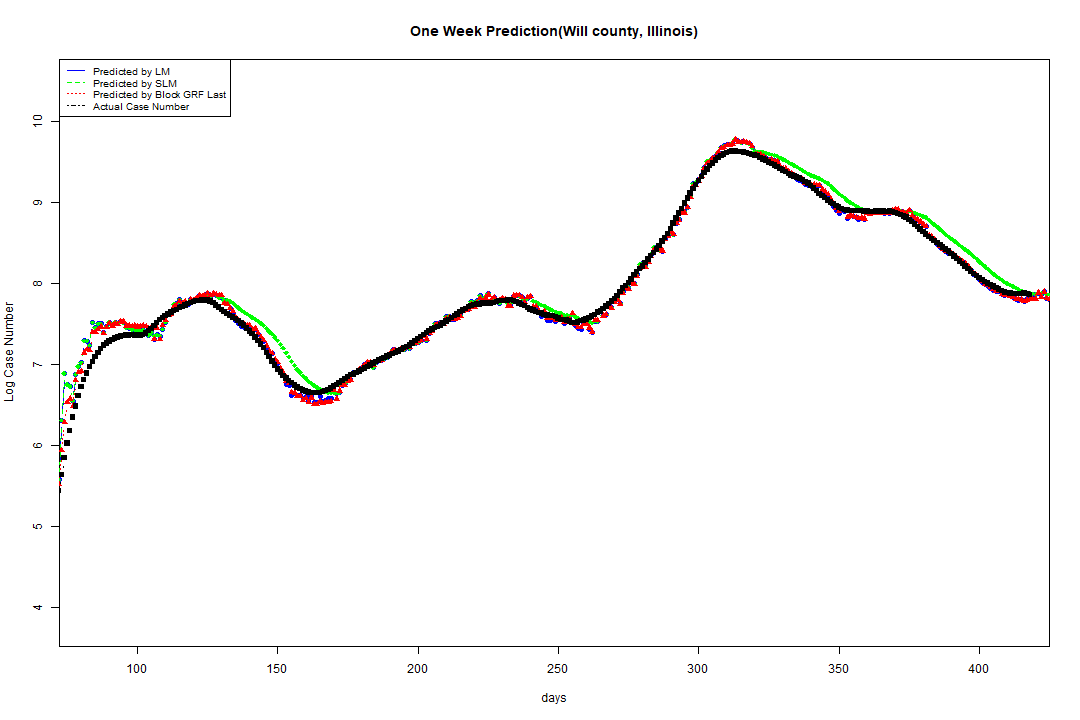 One Week Prediction(Will county, Illinois)
Predicted by LM
Predicted by SLM
Predicted by Block GRF Last
Actual Case Number
10
9
8
7
6
5
4
Log Case Number
100 150 200 250 300 350 400
days